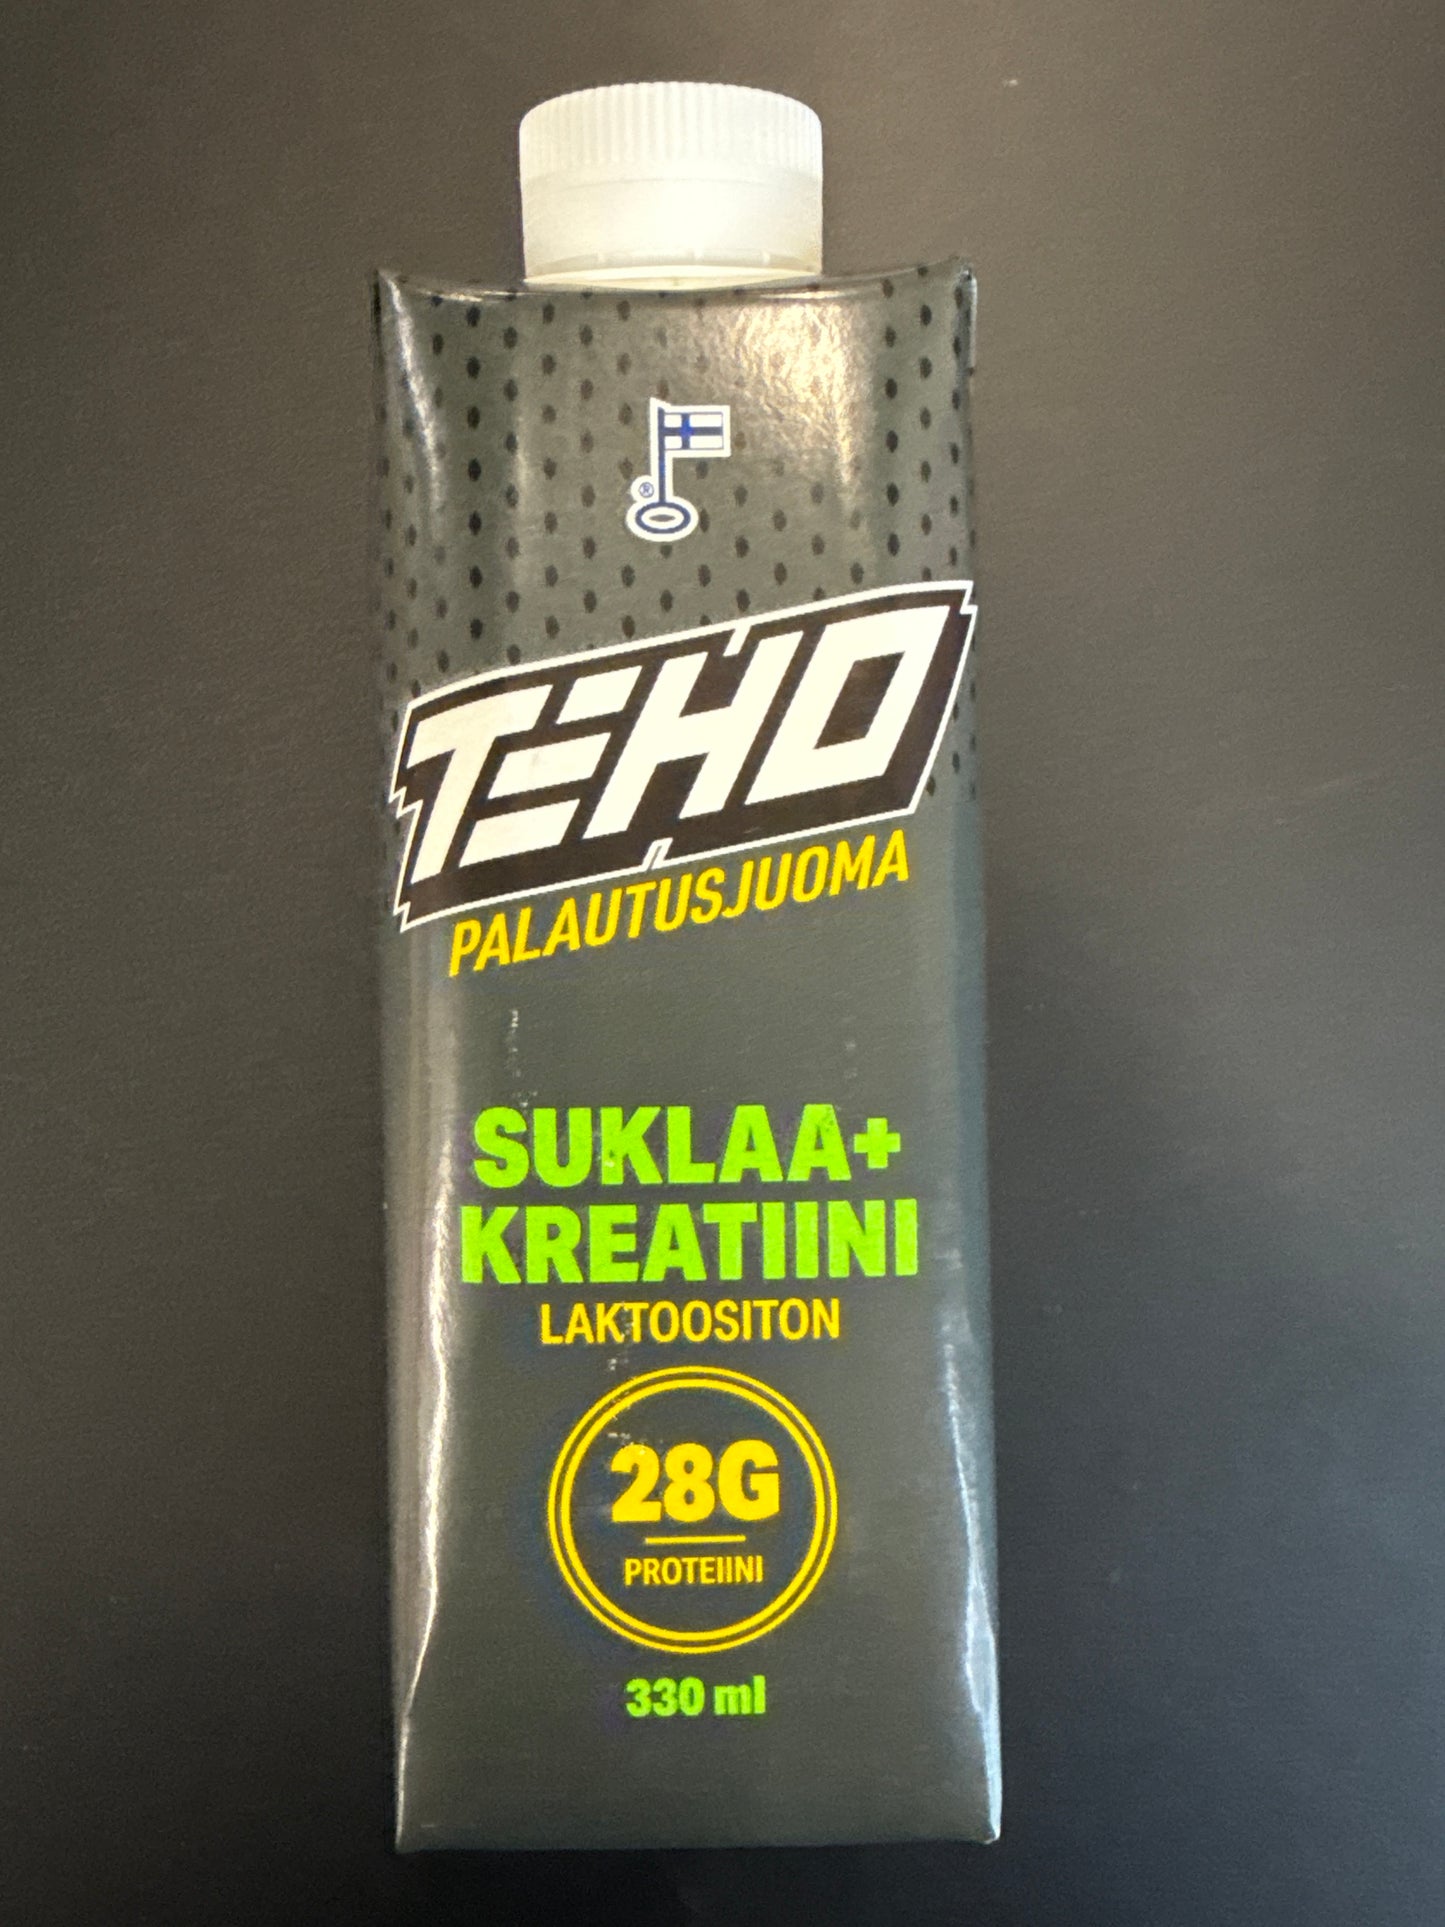 ®
TEHO
PALAUTUSJUOMA
SUKLAA+
KREATIINI
LAKTOOSITON
28G
PROTEIINI
330 ml